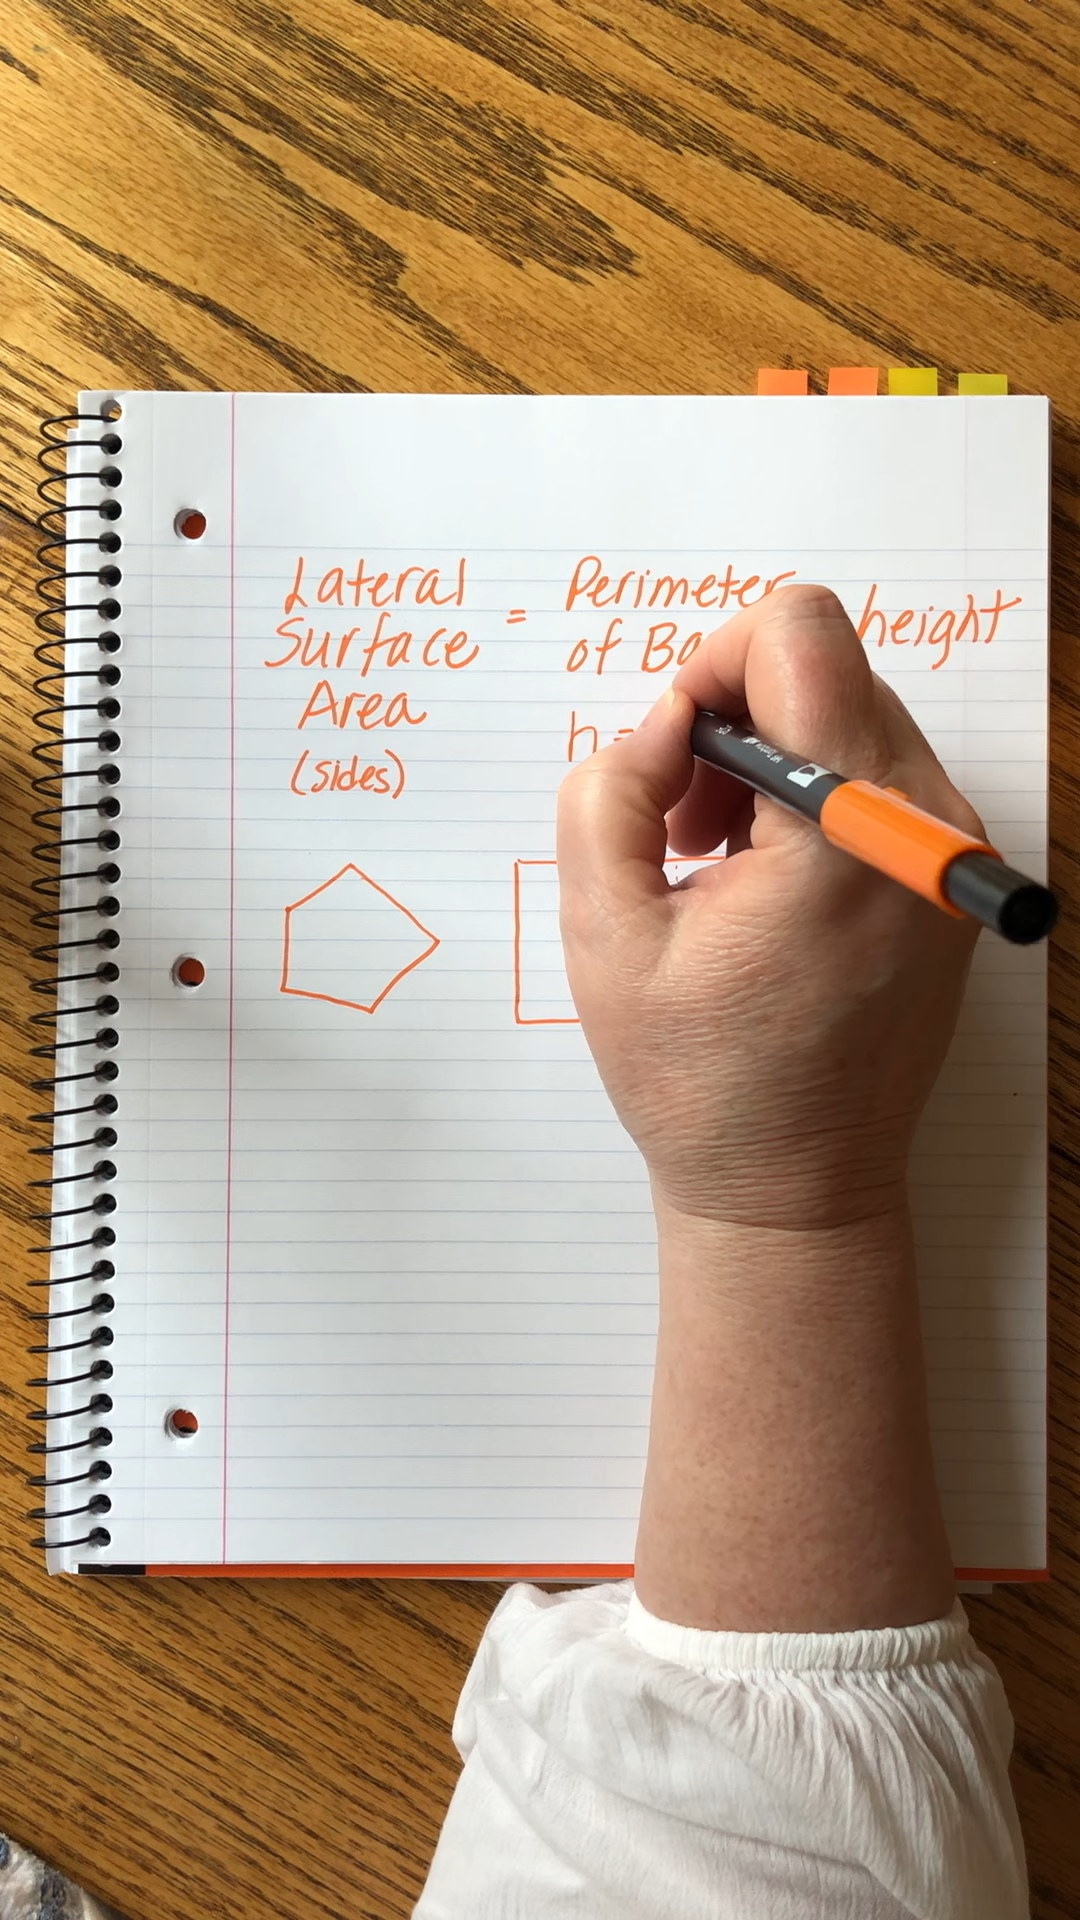 Lateral
Surface
Area
(sides)
=
Perimeter
of
height
h =